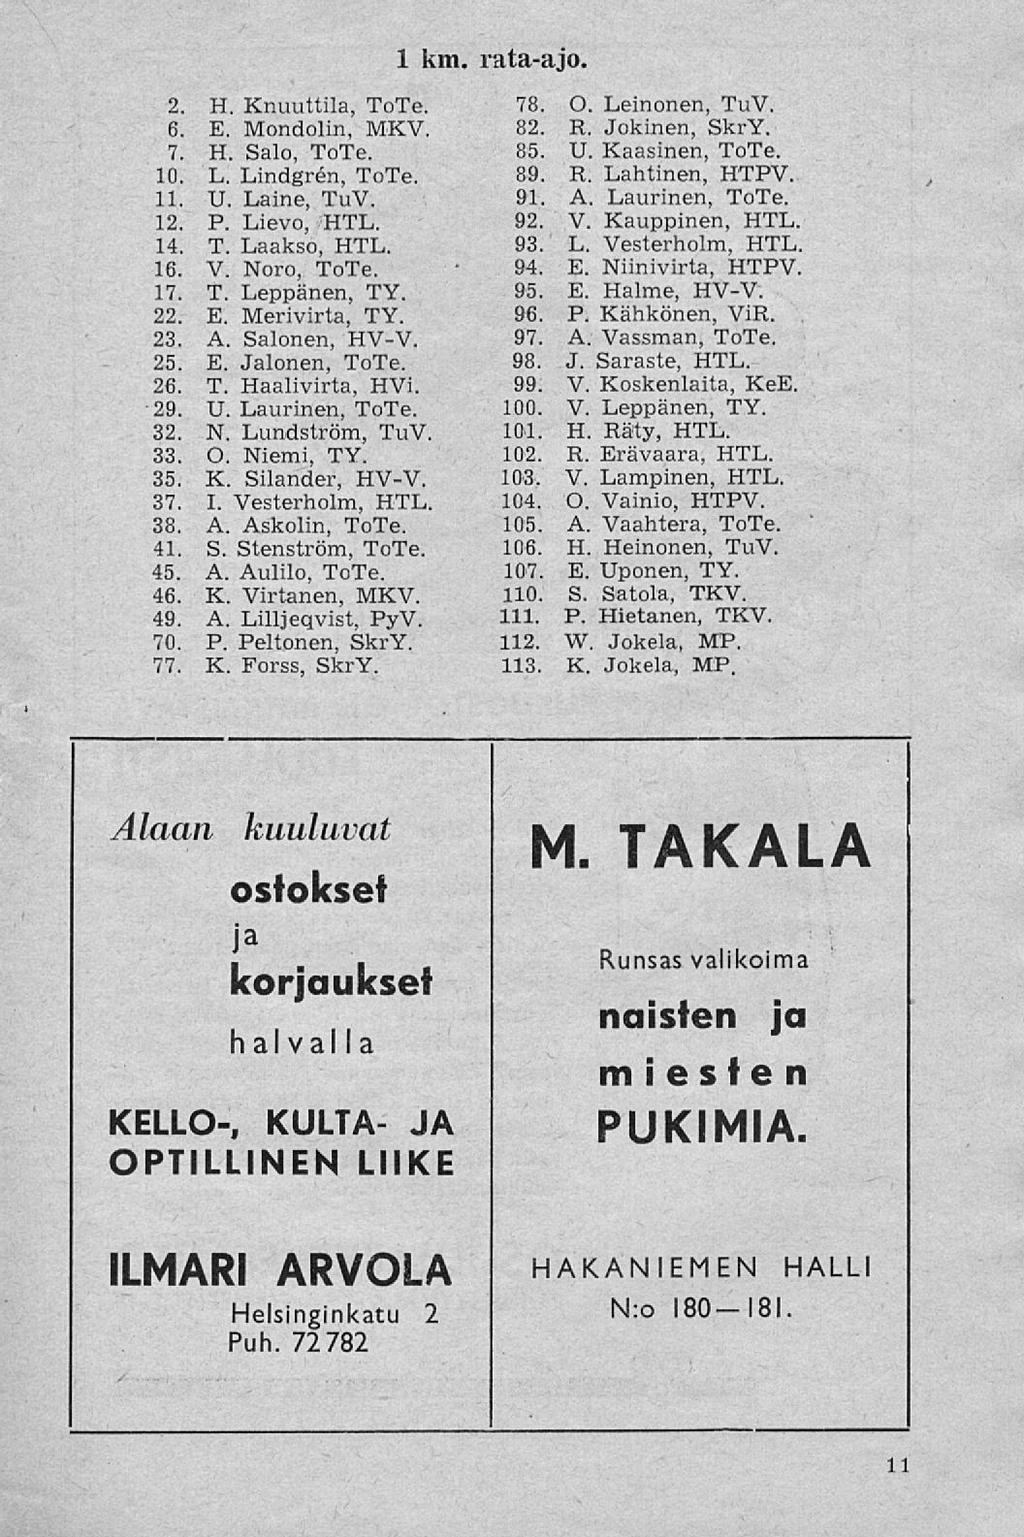 1 km. rata-ajo.
2. H. Knuuttila, ToTe.
6. E. Mondolin, MKV.
7. H. Salo, ToTe.
10. L. Lindgrén, ToTe.
11. U. Laine, TuV.
12. P. Lievo, HTL.
14. T. Laakso, HTL.
16. V. Noro, ToTe.
17. T. Leppänen, TY.
22. E. Merivirta, TY.
23. A. Salonen, HV-V.
25. E. Jalonen, ToTe.
26. T. Haalivirta, HVi.
29. U. Laurinen, ToTe.
32. N. Lundström, TuV.
33. O. Niemi, TY.
35. K. Silander, HV-V.
37. I. Vesterholm, HTL.
38. A. Askolin, ToTe.
41. S. Stenström, ToTe.
45. A. Aulilo, ToTe.
46. K. Virtanen, MKV.
49. A. Lilljeqvist, PyV.
70. P. Peltonen, SkrY.
77. K. Forss, SkrY.
78. O. Leinonen, TuV.
82. R. Jokinen, SkrY.
85. U. Kaasinen, ToTe.
89. R. Lahtinen, HTPV.
91. A. Laurinen, ToTe.
92. V. Kauppinen, HTL.
93. L. Vesterholm, HTL.
94. E. Niinivirta, HTPV.
95. E. Halme, HV-V.
96. P. Kähkönen, ViR.
97. A. Vassman, ToTe.
98. J. Saraste, HTL.
99. V. Koskenlaita, KeE.
100. V. Leppänen, TY.
101. H. Räty, HTL.
102. R. Erävaara, HTL.
103. V. Lampinen, HTL.
104. O. Vainio, HTPV.
105. A. Vaahtera, ToTe.
106. H. Heinonen, TuV.
107. E. Uponen, TY.
110. S. Satola, TKV.
111. P. Hietanen, TKV.
112. W. Jokela, MP.
113. K. Jokela, MP.
Alaan kuuluvat
ostokset
ja
korjaukset
halvalla
KELLO-, KULTA- JA
OPTILLINEN LIIKE
ILMARI ARVOLA
Helsinginkatu 2
Puh. 72 782
M. TAKALA
Runsas valikoima
naisten ja
miesten
PUKIMIA.
HAKANIEMEN HALLI
N:o 180—181.
11